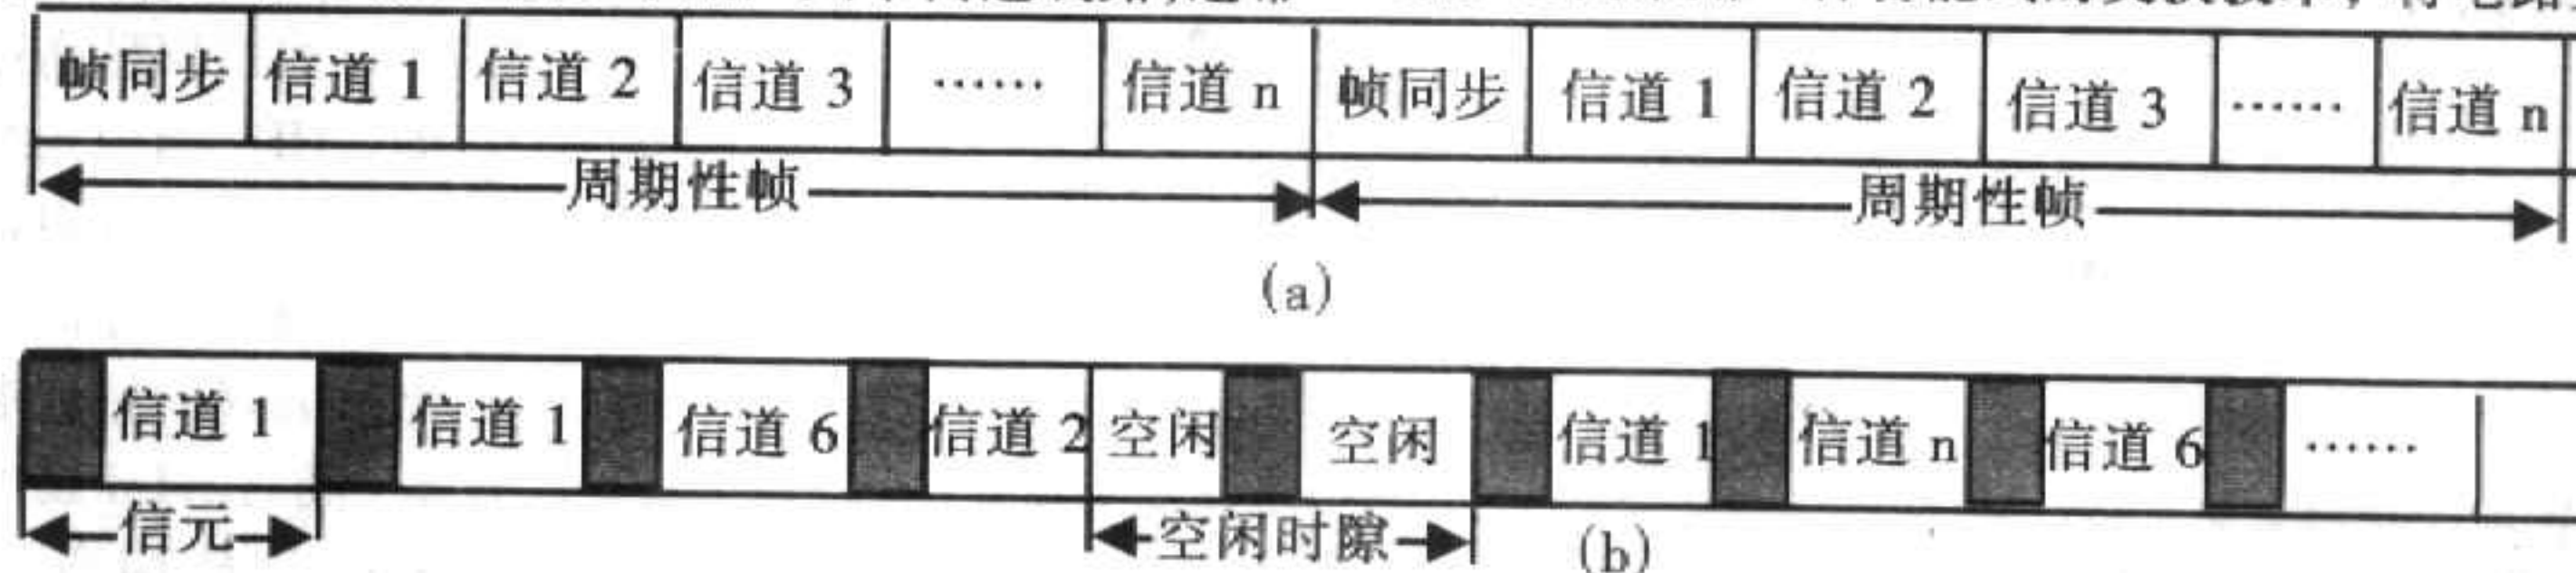 帧同步 信道 1 信道 2 信道 3 …… 信道 n 帧同步 信道 1 信道 2 信道 3 …… 信道 n
周期性帧 周期性帧
(a)
信道 1 信道 1 信道 6 信道 2 空闲 空闲 信道 1 信道 n 信道 6 ……
信元 空闲时隙 (b)